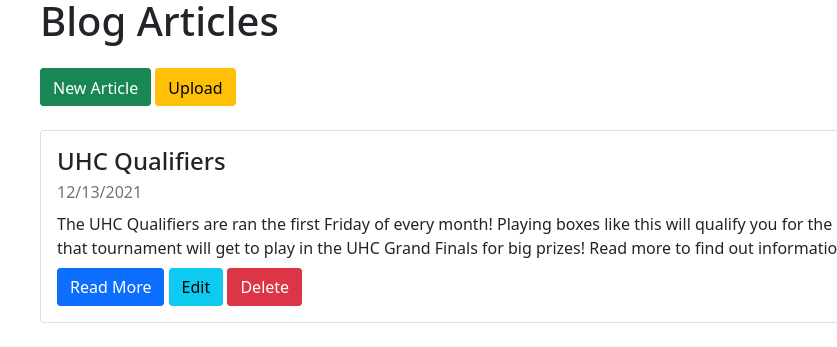 Blog Articles
New Article Upload
UHC Qualifiers
12/13/2021
The UHC Qualifiers are ran the first Friday of every month! Playing boxes like this will qualify you for the
that tournament will get to play in the UHC Grand Finals for big prizes! Read more to find out informatio
Read More Edit Delete